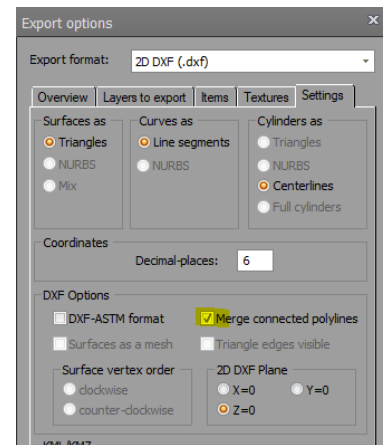 Export options x
Export format: 2D DXF (.dxf)
Overview Layers to export Items Textures Settings
Surfaces as Curves as Cylinders as
Triangles Line segments Triangles
NURBS NURBS NURBS
Mix Centerlines
Full cylinders
Coordinates
Decimal-places: 6
DXF Options
DXF-ASTM format Merge connected polylines
Surfaces as a mesh Triangle edges visible
Surface vertex order 2D DXF Plane
clockwise X=0 Y=0
counter-clockwise Z=0
KML/KMZ